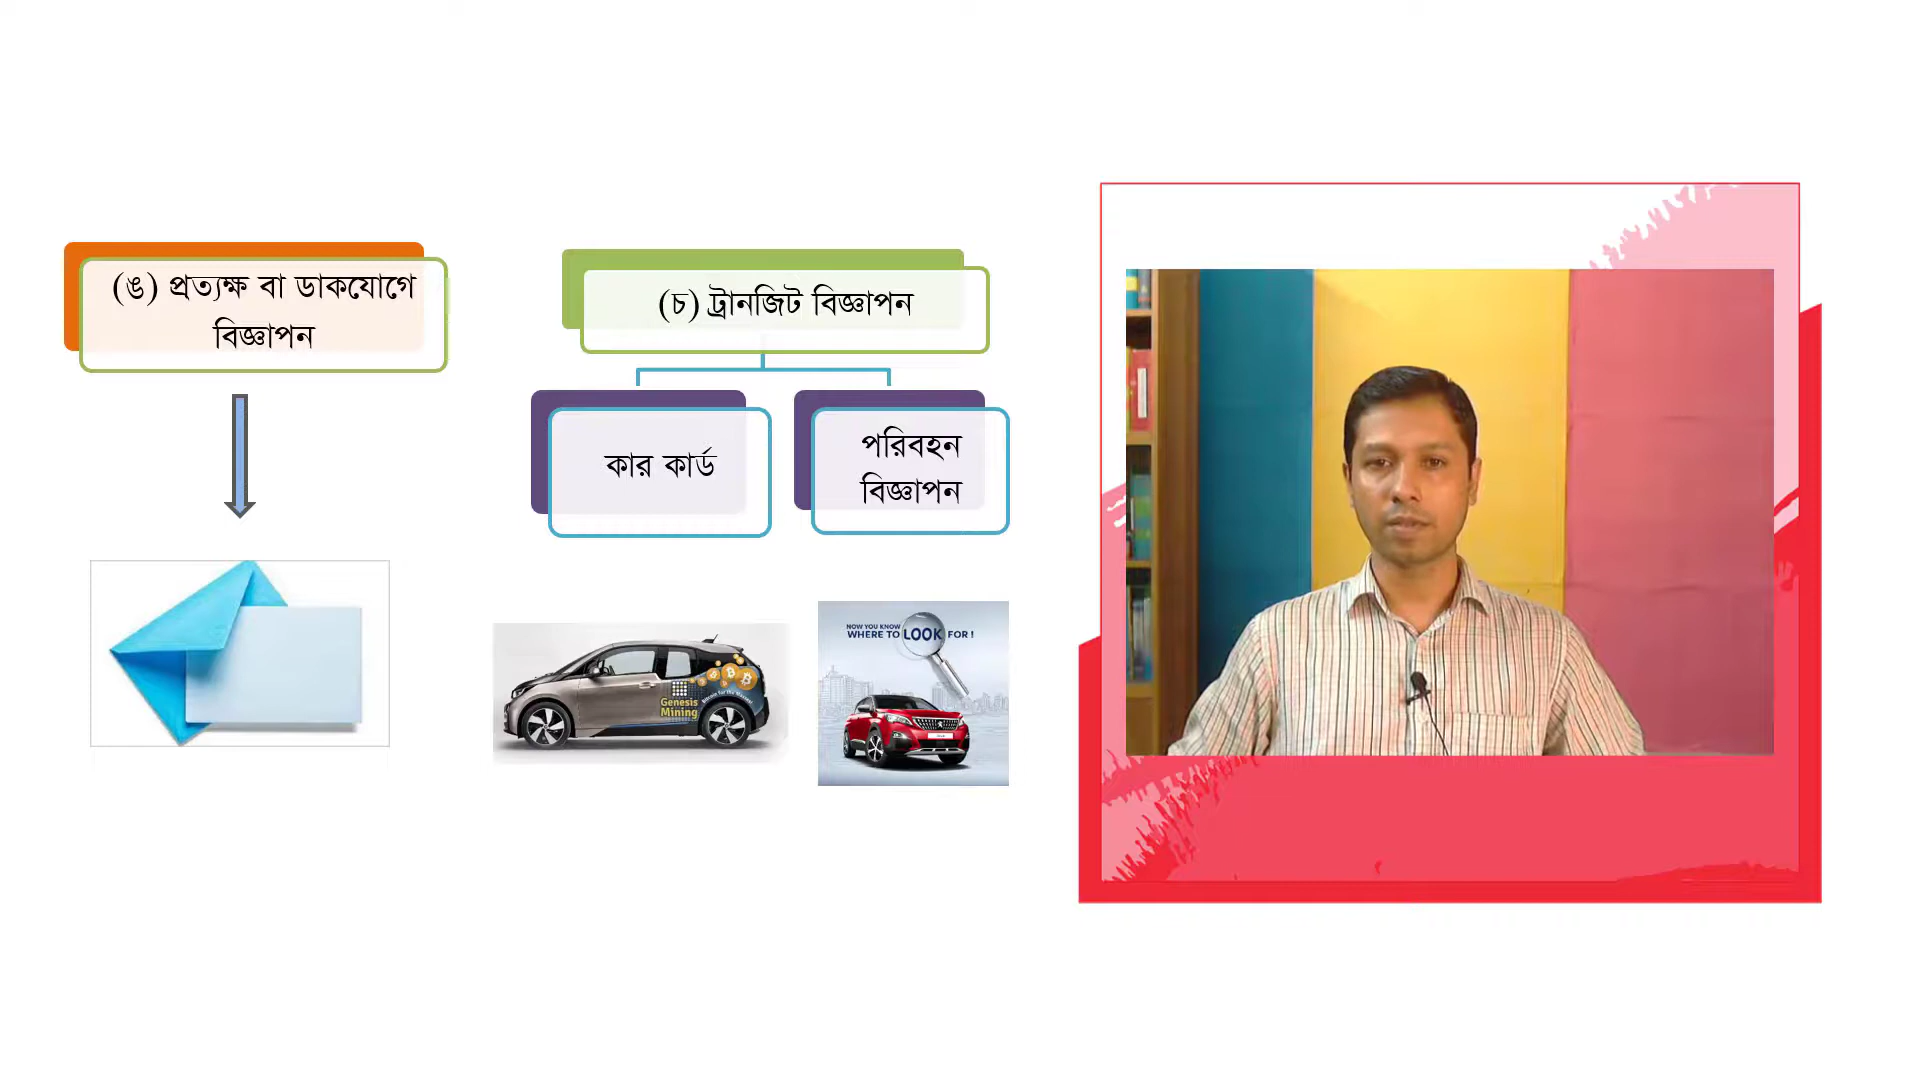 (ঙ) প্রত্যক্ষ বা ডাকযোগে
বিজ্ঞাপন
(চ) ট্রানজিট বিজ্ঞাপন
কার কার্ড
পরিবহন
বিজ্ঞাপন
Genesis
Mining
NOW YOU KNOW
WHERE TO LOOK FOR !